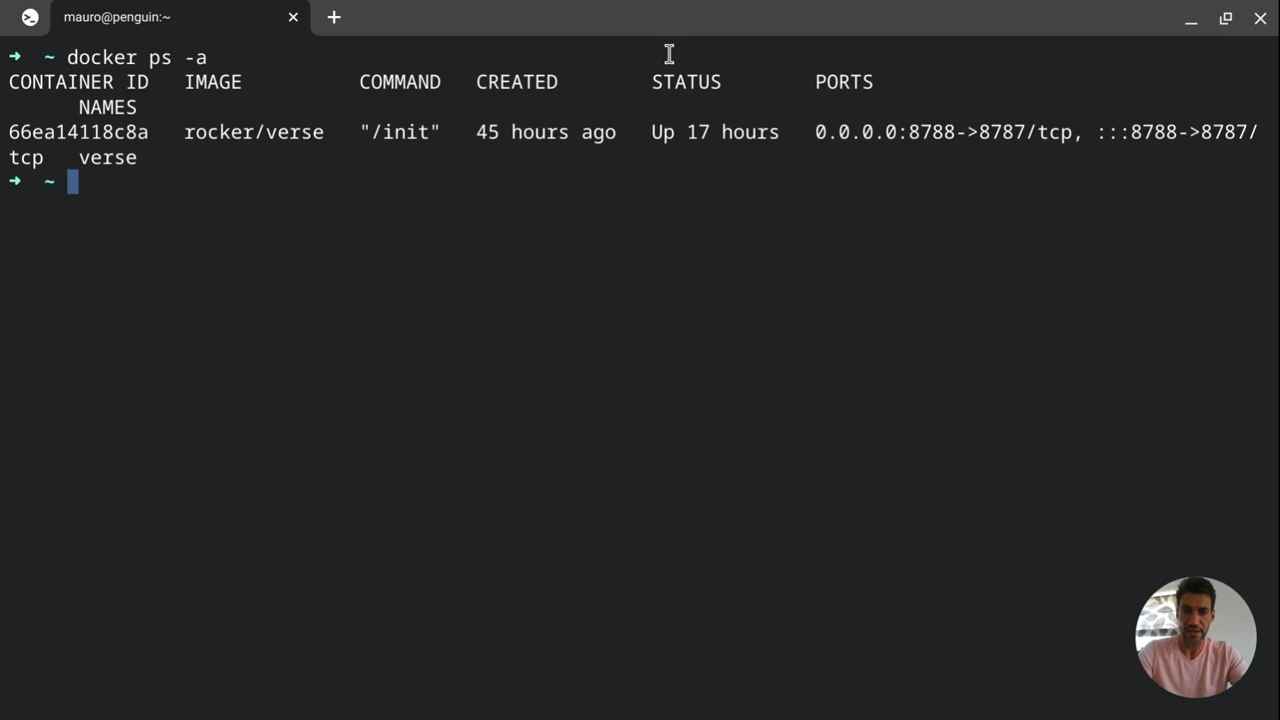 mauro@penguin:~
➜ ~ docker ps -a
CONTAINER ID   IMAGE          COMMAND   CREATED        STATUS        PORTS
      NAMES
66ea14118c8a   rocker/verse   "/init"   45 hours ago   Up 17 hours   0.0.0.0:8788->8787/tcp, :::8788->8787/
tcp   verse
➜ ~